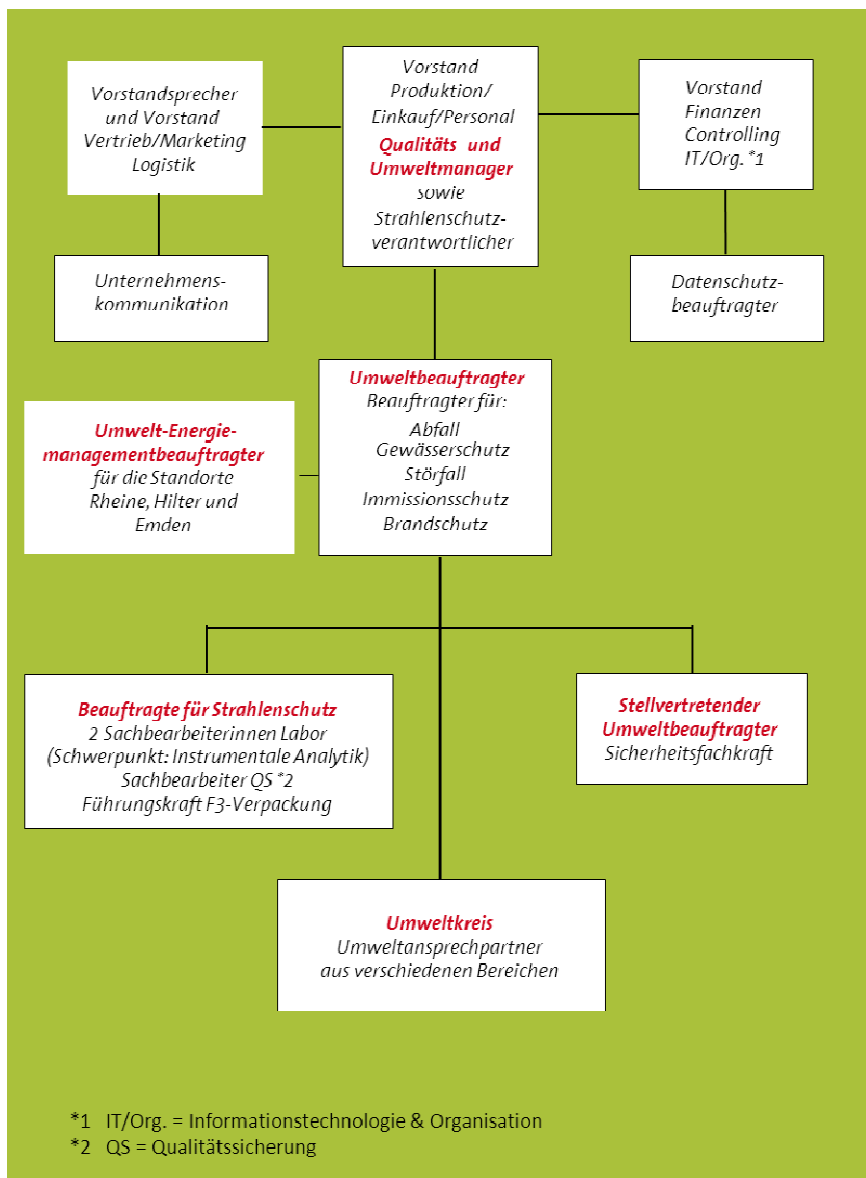 Vorstandsprecher
und Vorstand
Vertrieb/Marketing
Logistik
Vorstand
Produktion/
Einkauf/Personal
Qualitäts und
Umweltmanager
sowie
Strahlenschutz-
verantwortlicher
Vorstand
Finanzen
Controlling
IT/Org. *1
Unternehmens-
kommunikation
Datenschutz-
beauftragter
Umwelt-Energie-
managementbeauftragter
für die Standorte
Rheine, Hilter und
Emden
Umweltbeauftragter
Beauftragter für:
Abfall
Gewässerschutz
Störfall
Immissionsschutz
Brandschutz
Beauftragte für Strahlenschutz
2 Sachbearbeiterinnen Labor
(Schwerpunkt: Instrumentale Analytik)
Sachbearbeiter QS *2
Führungskraft F3-Verpackung
Stellvertretender
Umweltbeauftragter
Sicherheitsfachkraft
Umweltkreis
Umweltansprechpartner
aus verschiedenen Bereichen
*1 IT/Org. = Informationstechnologie & Organisation
*2 QS = Qualitätssicherung